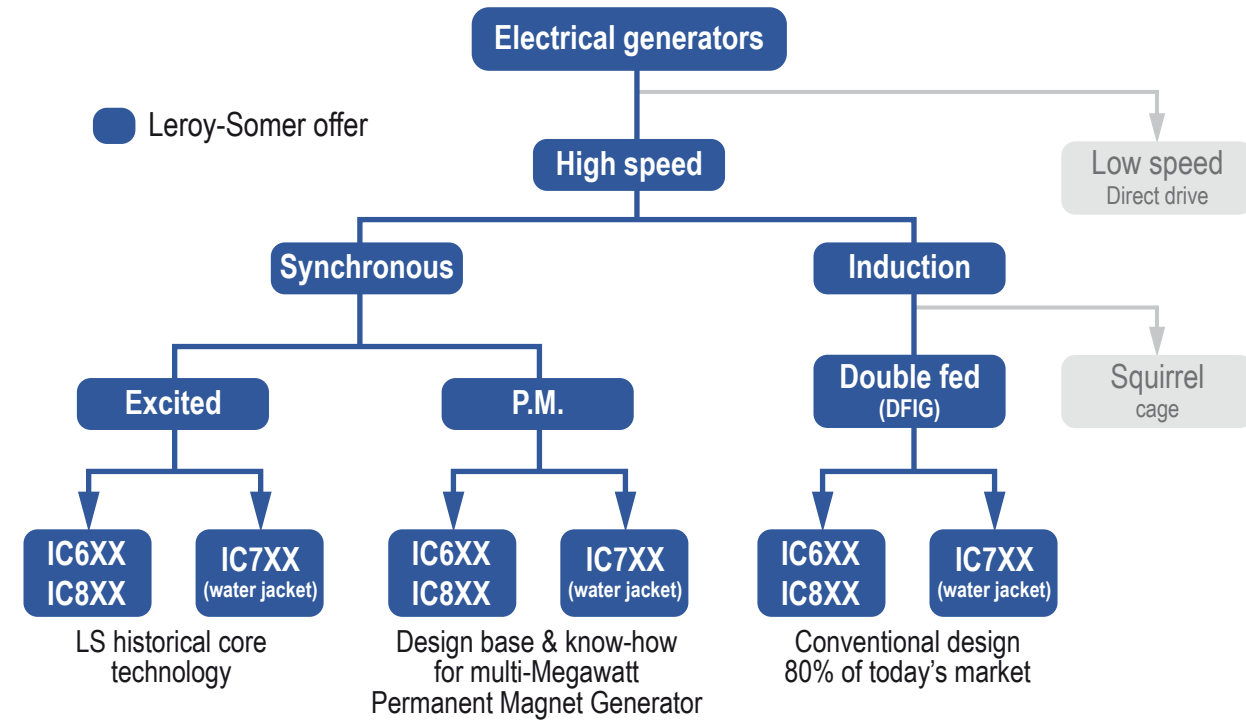 Electrical generators
Leroy-Somer offer
High speed
Low speed
Direct drive
Synchronous
Induction
Excited
P.M.
Double fed
(DFIG)
Squirrel
cage
IC6XX
IC8XX
IC7XX
(water jacket)
IC6XX
IC8XX
IC7XX
(water jacket)
IC6XX
IC8XX
IC7XX
(water jacket)
LS historical core
technology
Design base & know-how
for multi-Megawatt
Permanent Magnet Generator
Conventional design
80% of today's market